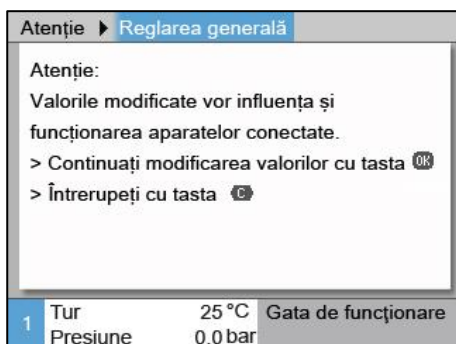 Atenție ▶ Reglarea generală
Atenție:
Valorile modificate vor influența și
funcționarea aparatelor conectate.
> Continuați modificarea valorilor cu tasta OK
> Întrerupeți cu tasta C
1 Tur 25 °C Gata de funcționare
Presiune 0.0 bar